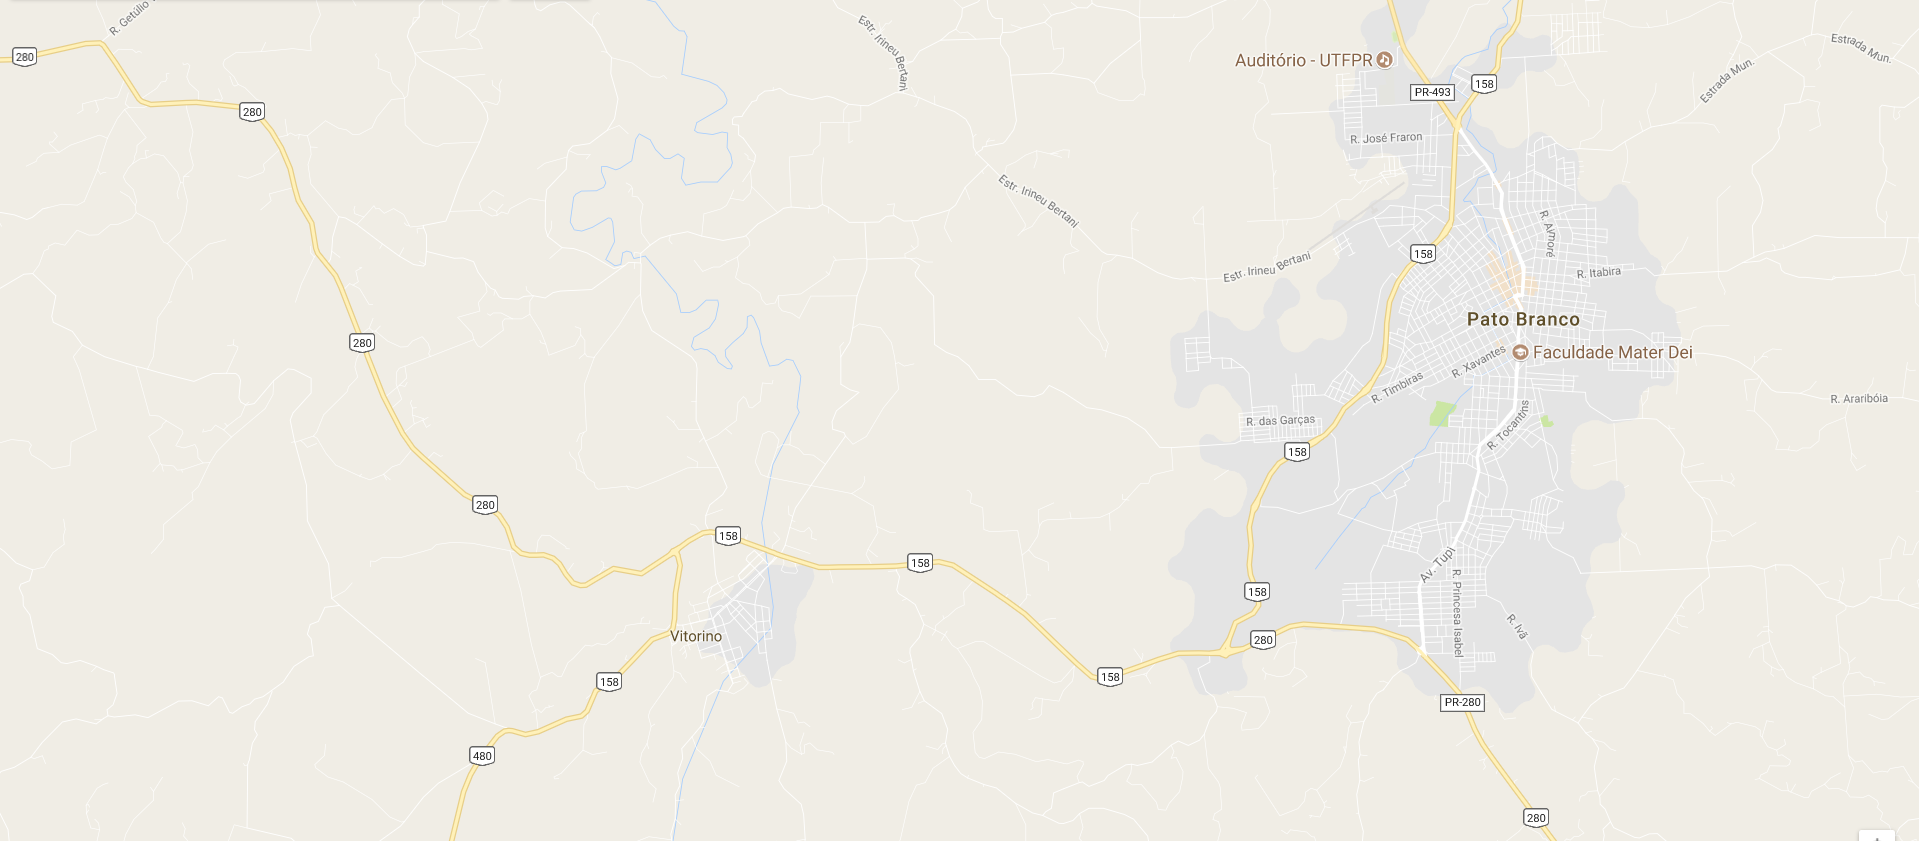 R. Getúlio
280
280
Estr. Irineu Bertani
Auditório - UTFPR
PR-493
158
Estrada Mun.
Estrada Mun.
R. José Fraron
Estr. Irineu Bertani
R. Aimoré
158
Estr. Irineu Bertani
R. Itabira
Pato Branco
280
R. Xavantes
Faculdade Mater Dei
R. Timbiras
R. Araribóia
R. das Garças
R. Tocantins
158
280
158
158
Av. Tupi
158
R. Princesa Isabel
R. Ivã
Vitorino
280
158
158
PR-280
480
280